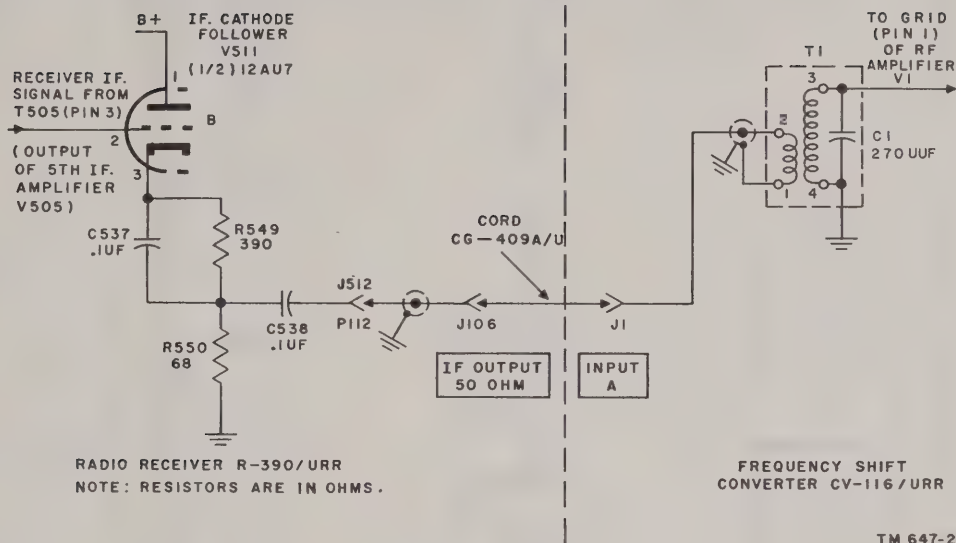 B+
IF. CATHODE
FOLLOWER
V511
(1/2) 12AU7
RECEIVER IF.
SIGNAL FROM
T505 (PIN 3)
(OUTPUT
OF 5TH IF.
AMPLIFIER
V505)
1
B
2
3
C537
.1UF
R549
390
R550
68
C538
.1UF
J512
P112
J106
CORD
CG-409A/U
J1
IF OUTPUT
50 OHM
INPUT
A
TO GRID
(PIN 1)
OF RF
AMPLIFIER
V1
T1
3
2
1
4
C1
270 UUF
RADIO RECEIVER R-390/URR
NOTE: RESISTORS ARE IN OHMS.
FREQUENCY SHIFT
CONVERTER CV-116/URR
TM 647-2